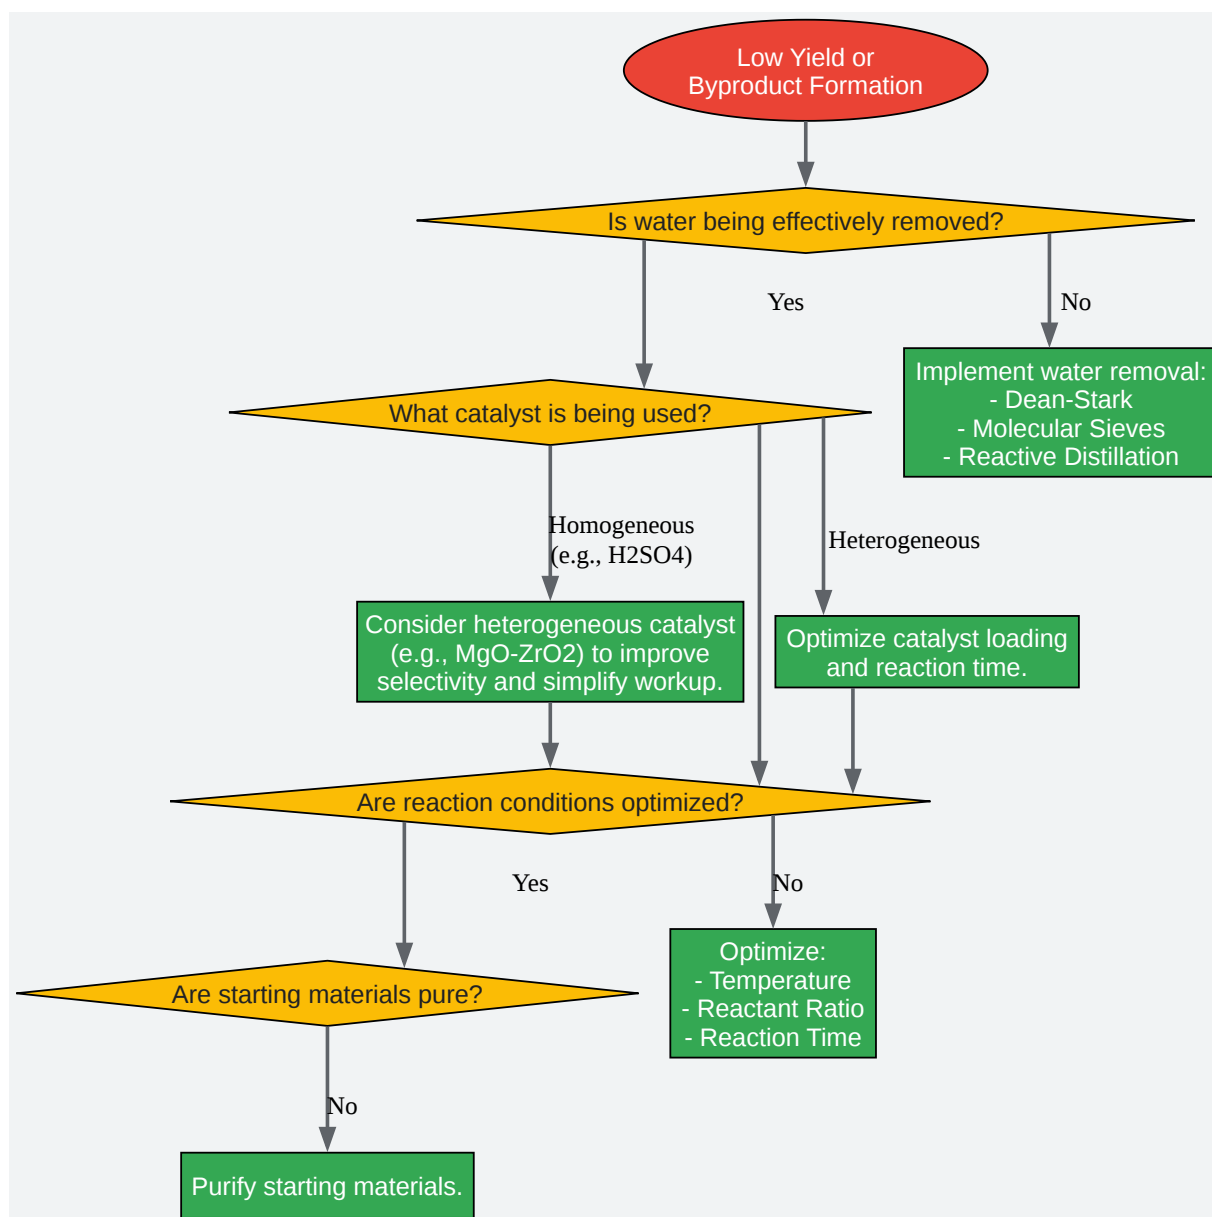 Low Yield or
Byproduct Formation
Is water being effectively removed?
Yes
No
Implement water removal:
- Dean-Stark
- Molecular Sieves
- Reactive Distillation
What catalyst is being used?
Homogeneous
(e.g., H2SO4)
Heterogeneous
Consider heterogeneous catalyst
(e.g., MgO-ZrO2) to improve
selectivity and simplify workup.
Optimize catalyst loading
and reaction time.
Are reaction conditions optimized?
Yes
No
Optimize:
- Temperature
- Reactant Ratio
- Reaction Time
Are starting materials pure?
No
Purify starting materials.